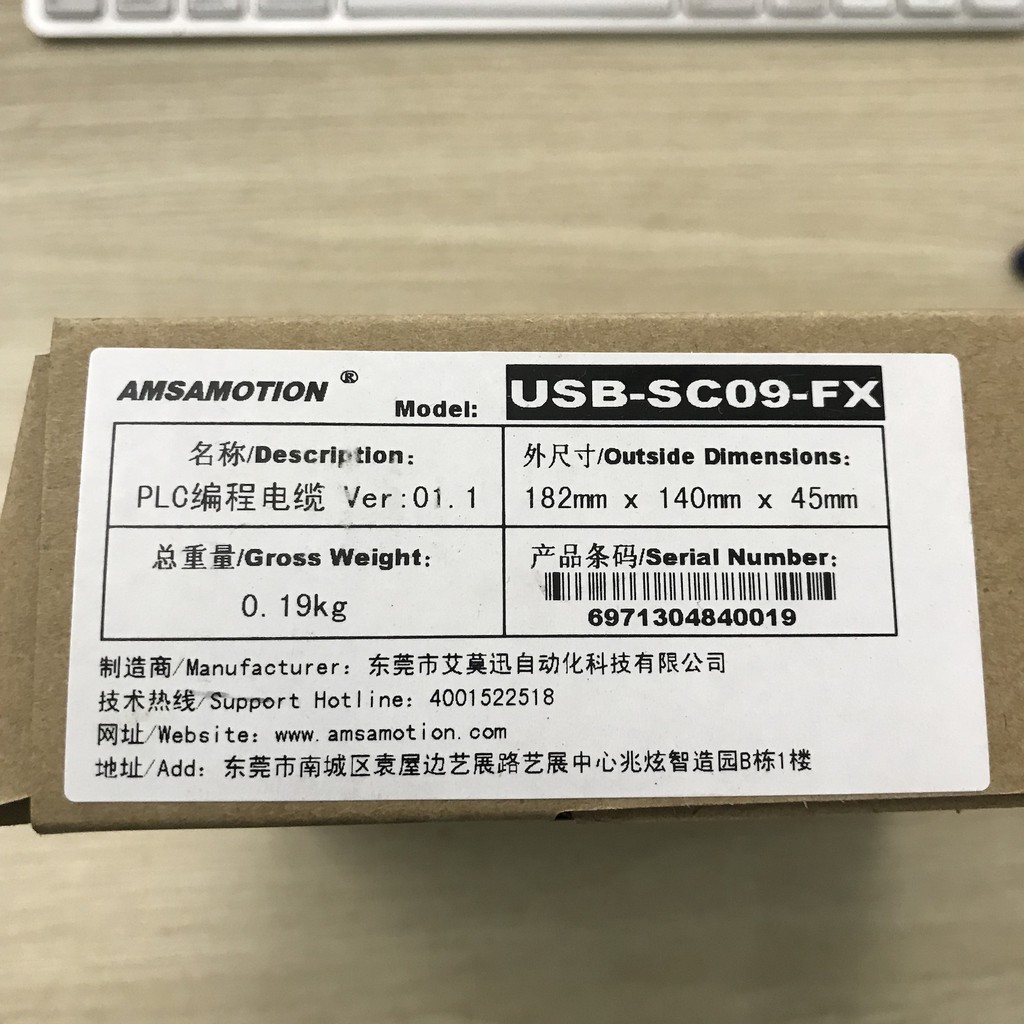 AMSAMOTION ®
Model: USB-SC09-FX
名称/Description:
PLC编程电缆 Ver:01.1
外尺寸/Outside Dimensions:
182mm x 140mm x 45mm
总重量/Gross Weight:
0.19kg
产品条码/Serial Number:
6971304840019
制造商/Manufacturer: 东莞市艾莫迅自动化科技有限公司
技术热线/Support Hotline: 4001522518
网址/Website: www.amsamotion.com
地址/Add: 东莞市南城区袁屋边艺展路艺展中心兆炫智造园B栋1楼